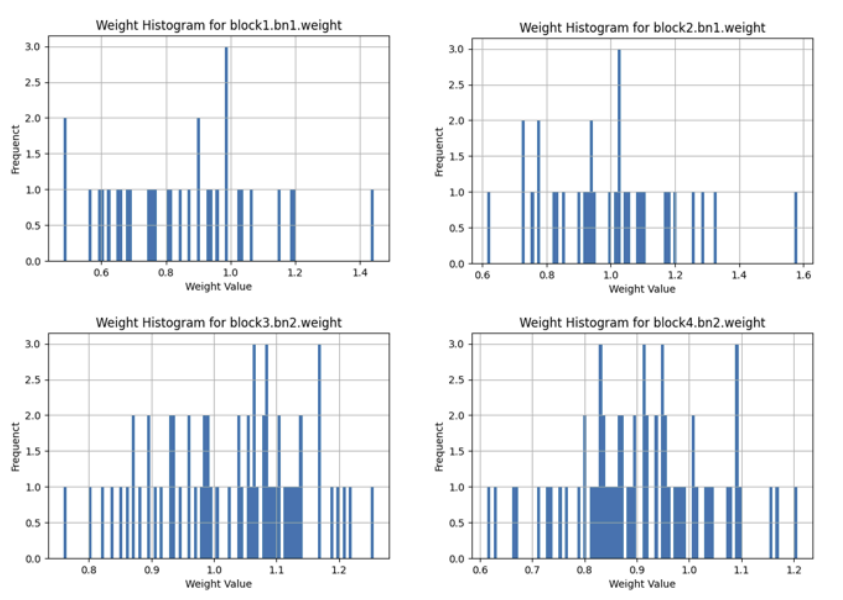 Weight Histogram for block1.bn1.weight
3.0
2.5
2.0
1.5
1.0
0.5
0.0
Frequenct
0.6 0.8 1.0 1.2 1.4
Weight Value
Weight Histogram for block2.bn1.weight
3.0
2.5
2.0
1.5
1.0
0.5
0.0
Frequenct
0.6 0.8 1.0 1.2 1.4 1.6
Weight Value
Weight Histogram for block3.bn2.weight
3.0
2.5
2.0
1.5
1.0
0.5
0.0
Frequenct
0.8 0.9 1.0 1.1 1.2
Weight Value
Weight Histogram for block4.bn2.weight
3.0
2.5
2.0
1.5
1.0
0.5
0.0
Frequenct
0.6 0.7 0.8 0.9 1.0 1.1 1.2
Weight Value